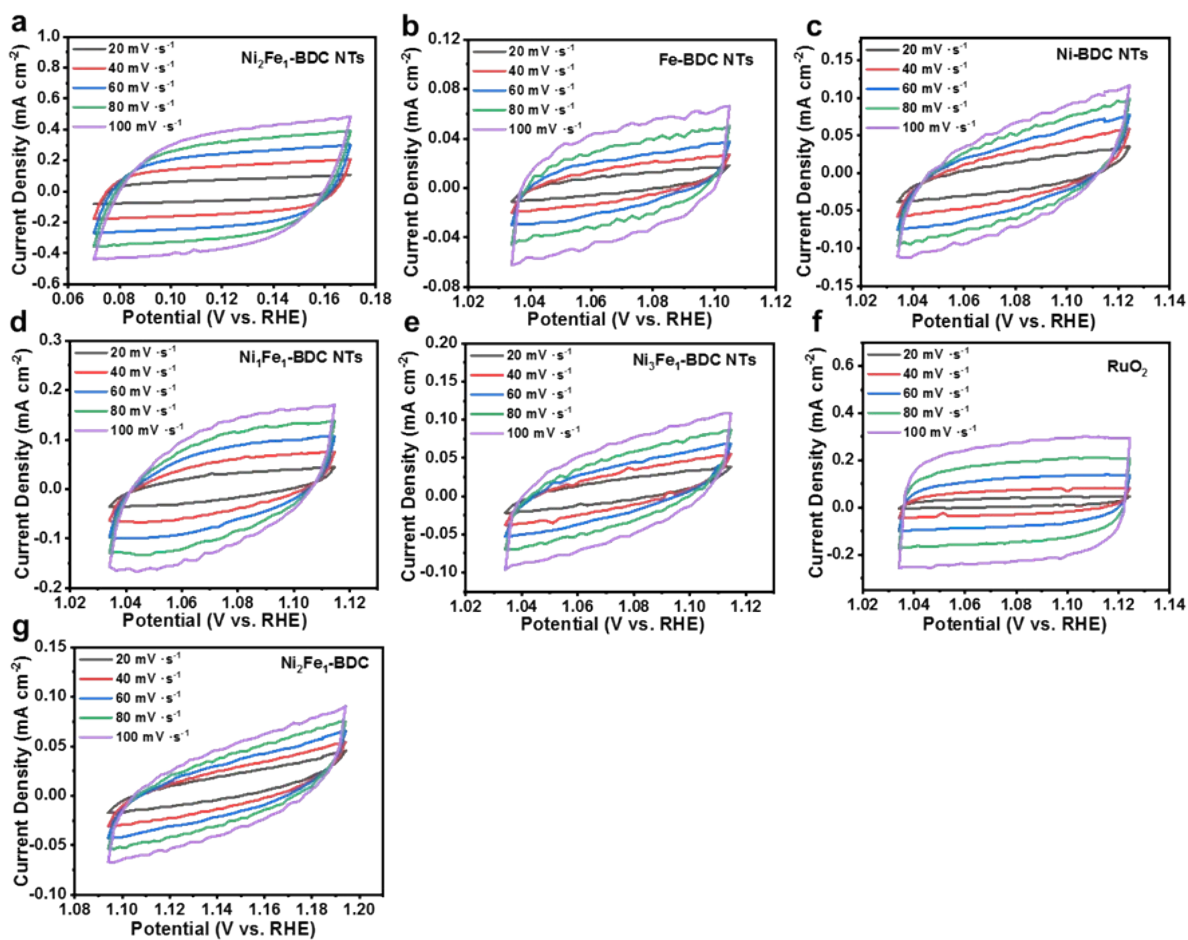 a
Ni₂Fe₁-BDC NTs
20 mV ·s⁻¹
40 mV ·s⁻¹
60 mV ·s⁻¹
80 mV ·s⁻¹
100 mV ·s⁻¹
Current Density (mA cm⁻²)
1.0
0.8
0.6
0.4
0.2
0.0
-0.2
-0.4
-0.6
0.06 0.08 0.10 0.12 0.14 0.16 0.18
Potential (V vs. RHE)
b
Fe-BDC NTs
20 mV ·s⁻¹
40 mV ·s⁻¹
60 mV ·s⁻¹
80 mV ·s⁻¹
100 mV ·s⁻¹
Current Density (mA cm⁻²)
0.12
0.08
0.04
0.00
-0.04
-0.08
1.02 1.04 1.06 1.08 1.10 1.12
Potential (V vs. RHE)
c
Ni-BDC NTs
20 mV ·s⁻¹
40 mV ·s⁻¹
60 mV ·s⁻¹
80 mV ·s⁻¹
100 mV ·s⁻¹
Current Density (mA cm⁻²)
0.15
0.10
0.05
0.00
-0.05
-0.10
-0.15
1.02 1.04 1.06 1.08 1.10 1.12 1.14
Potential (V vs. RHE)
d
Ni₁Fe₁-BDC NTs
20 mV ·s⁻¹
40 mV ·s⁻¹
60 mV ·s⁻¹
80 mV ·s⁻¹
100 mV ·s⁻¹
Current Density (mA cm⁻²)
0.3
0.2
0.1
0.0
-0.1
-0.2
1.02 1.04 1.06 1.08 1.10 1.12
Potential (V vs. RHE)
e
Ni₃Fe₁-BDC NTs
20 mV ·s⁻¹
40 mV ·s⁻¹
60 mV ·s⁻¹
80 mV ·s⁻¹
100 mV ·s⁻¹
Current Density (mA cm⁻²)
0.20
0.15
0.10
0.05
0.00
-0.05
-0.10
1.02 1.04 1.06 1.08 1.10 1.12
Potential (V vs. RHE)
f
RuO₂
20 mV ·s⁻¹
40 mV ·s⁻¹
60 mV ·s⁻¹
80 mV ·s⁻¹
100 mV ·s⁻¹
Current Density (mA cm⁻²)
0.6
0.4
0.2
0.0
-0.2
1.02 1.04 1.06 1.08 1.10 1.12 1.14
Potential (V vs. RHE)
g
Ni₂Fe₁-BDC
20 mV ·s⁻¹
40 mV ·s⁻¹
60 mV ·s⁻¹
80 mV ·s⁻¹
100 mV ·s⁻¹
Current Density (mA cm⁻²)
0.15
0.10
0.05
0.00
-0.05
-0.10
1.08 1.10 1.12 1.14 1.16 1.18 1.20
Potential (V vs. RHE)